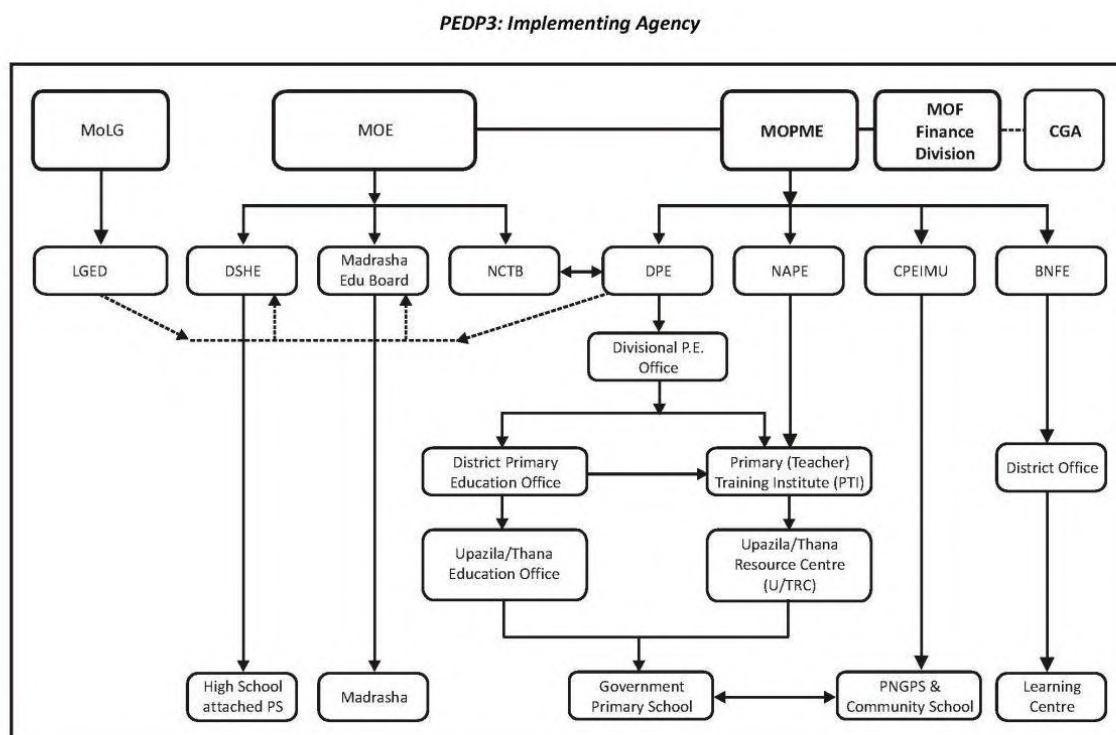 PEDP3: Implementing Agency
MoLG
MOE
MOPME
MOF
Finance
Division
CGA
LGED
DSHE
Madrasha
Edu Board
NCTB
DPE
NAPE
CPEIMU
BNFE
Divisional P.E.
Office
District Primary
Education Office
Primary (Teacher)
Training Institute (PTI)
District Office
Upazila/Thana
Education Office
Upazila/Thana
Resource Centre
(U/TRC)
High School
attached PS
Madrasha
Government
Primary School
PNGPS &
Community School
Learning
Centre